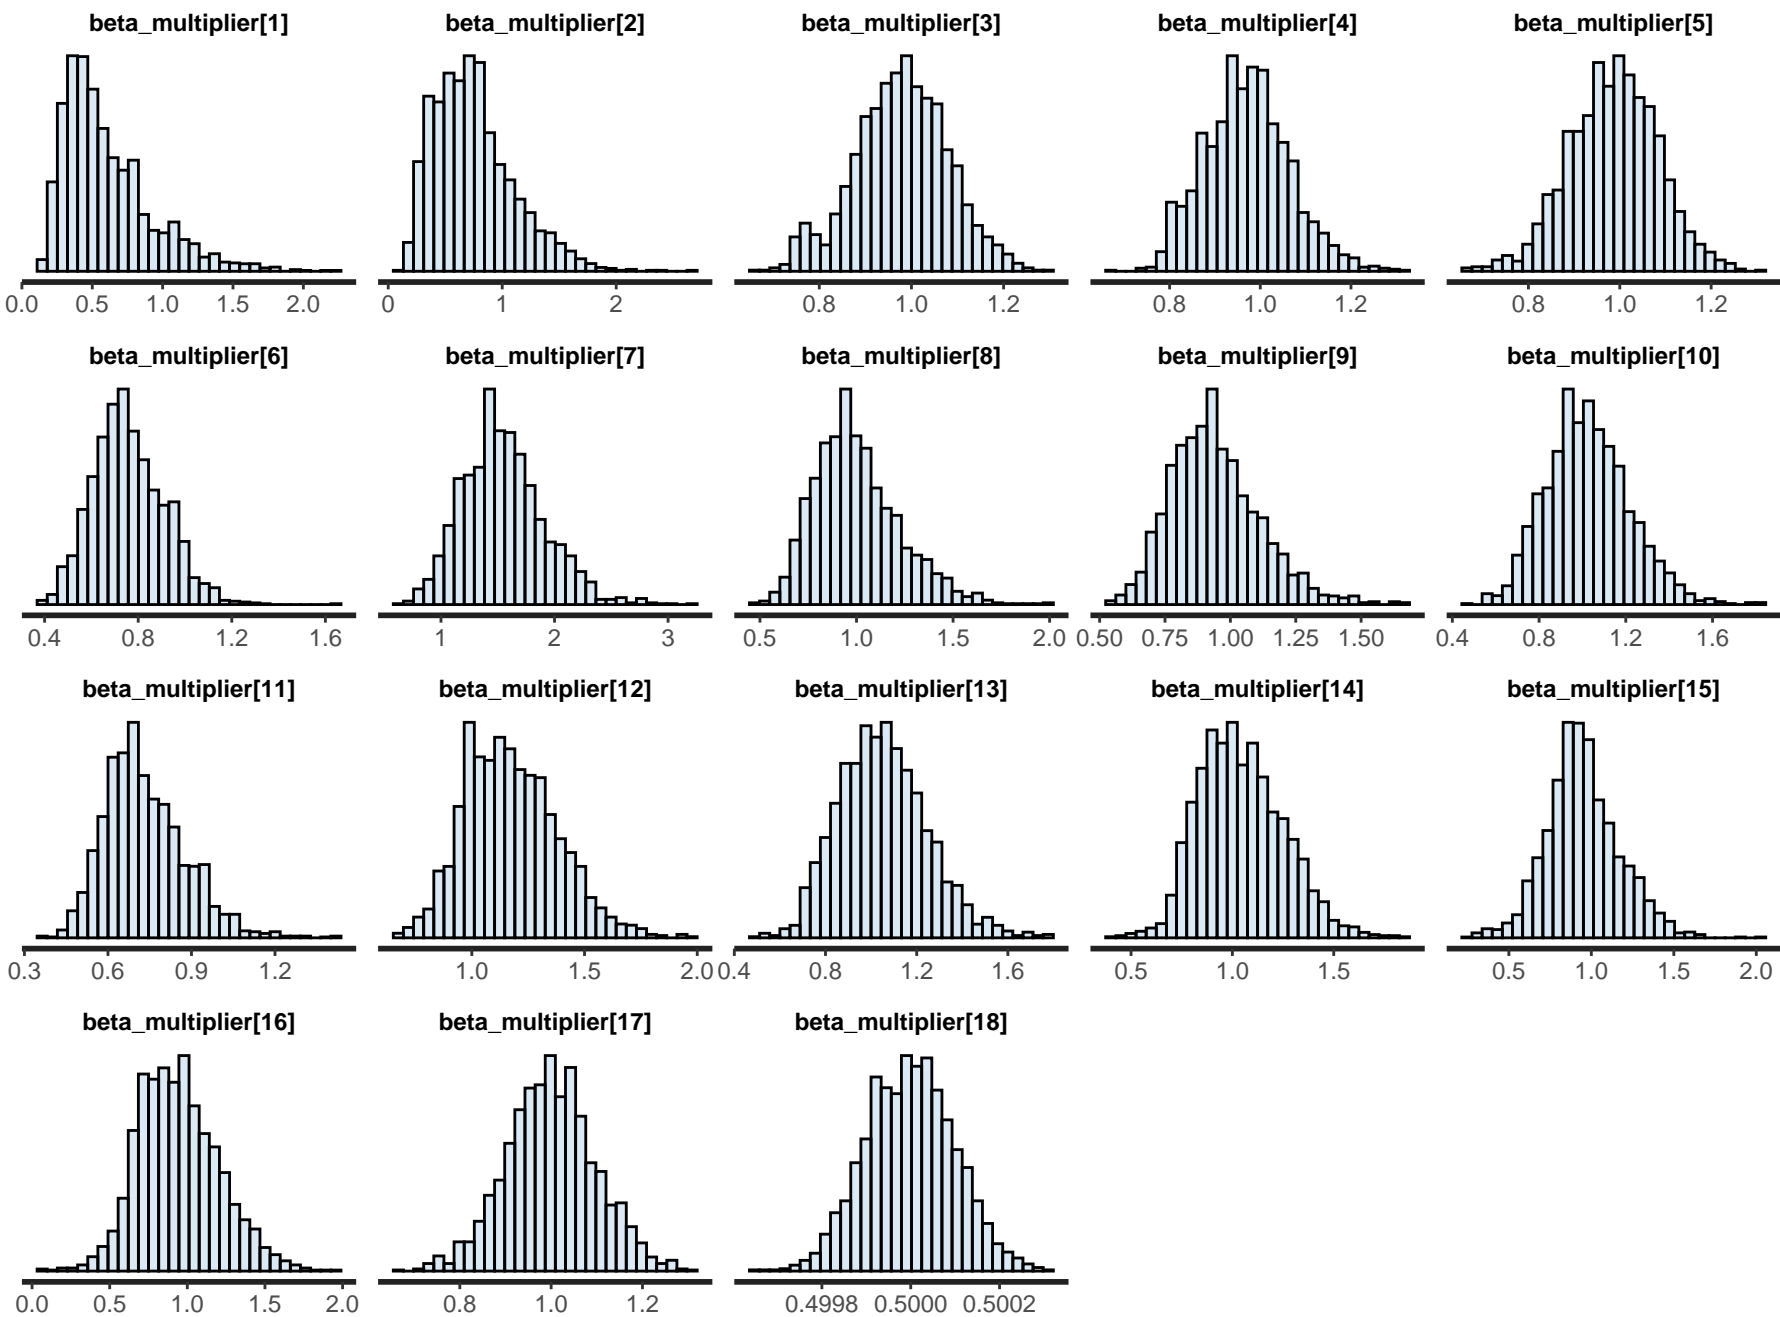 beta_multiplier[1] beta_multiplier[2] beta_multiplier[3] beta_multiplier[4] beta_multiplier[5]
0.0 0.5 1.0 1.5 2.0 0 1 2 0.8 1.0 1.2 0.8 1.0 1.2 0.8 1.0 1.2
beta_multiplier[6] beta_multiplier[7] beta_multiplier[8] beta_multiplier[9] beta_multiplier[10]
0.4 0.8 1.2 1.6 1 2 3 0.5 1.0 1.5 2.0 0.50 0.75 1.00 1.25 1.50 0.4 0.8 1.2 1.6
beta_multiplier[11] beta_multiplier[12] beta_multiplier[13] beta_multiplier[14] beta_multiplier[15]
0.3 0.6 0.9 1.2 1.0 1.5 2.0 0.4 0.8 1.2 1.6 0.5 1.0 1.5 0.5 1.0 1.5 2.0
beta_multiplier[16] beta_multiplier[17] beta_multiplier[18]
0.0 0.5 1.0 1.5 2.0 0.8 1.0 1.2 0.4998 0.5000 0.5002